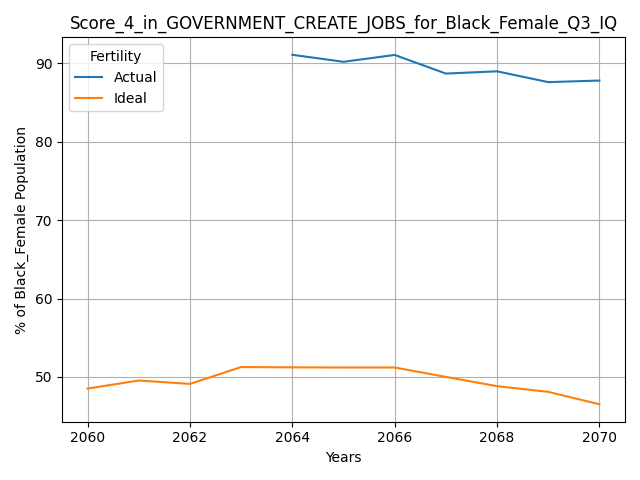 Score_4_in_GOVERNMENT_CREATE_JOBS_for_Black_Female_Q3_IQ
Fertility
Actual
Ideal
% of Black_Female Population
90
80
70
60
50
2060
2062
2064
2066
2068
2070
Years